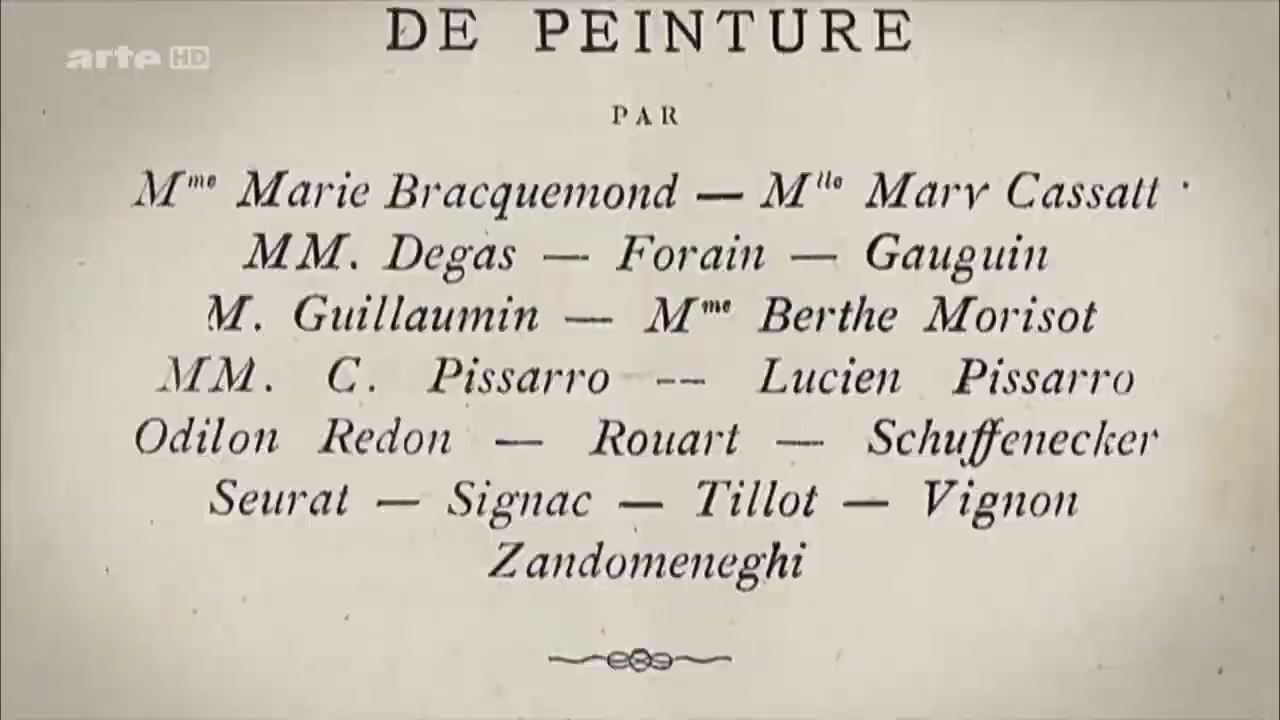 DE PEINTURE
arte HD
PAR
Mme Marie Bracquemond — Mlle Mary Cassatt
MM. Degas — Forain — Gauguin
M. Guillaumin — Mme Berthe Morisot
MM. C. Pissarro -- Lucien Pissarro
Odilon Redon — Rouart — Schuffenecker
Seurat — Signac — Tillot — Vignon
Zandomeneghi